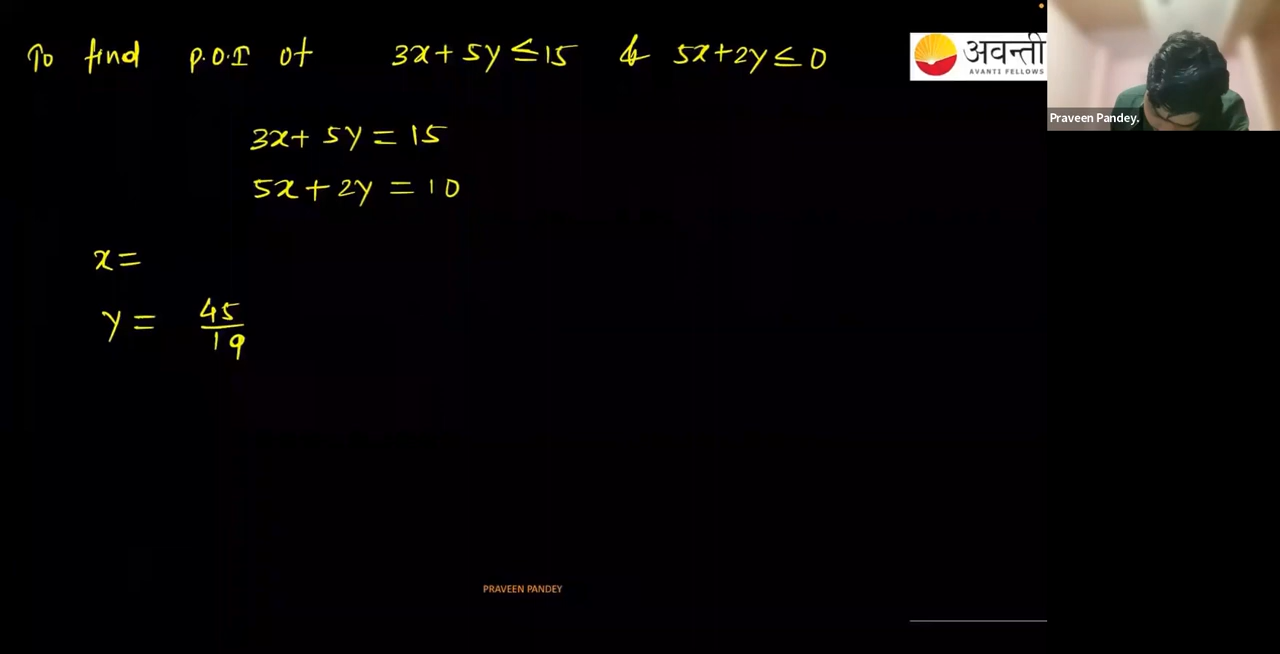 To find P.O.I of 3x + 5y ≤ 15 & 5x + 2y ≤ 0
अवन्ती
AVANTI FELLOWS
Praveen Pandey.
3x + 5y = 15
5x + 2y = 10
x =
y = 45/19
PRAVEEN PANDEY